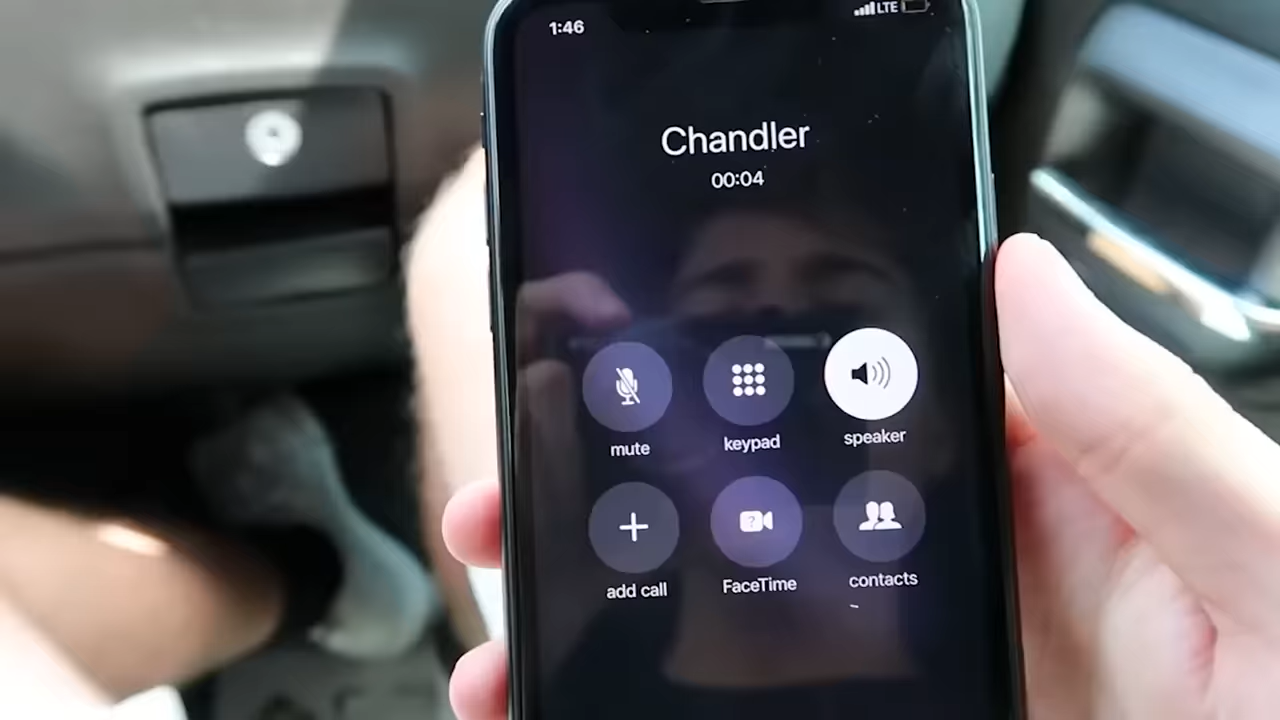 1:46
LTE
Chandler
00:04
mute
keypad
speaker
add call
FaceTime
contacts